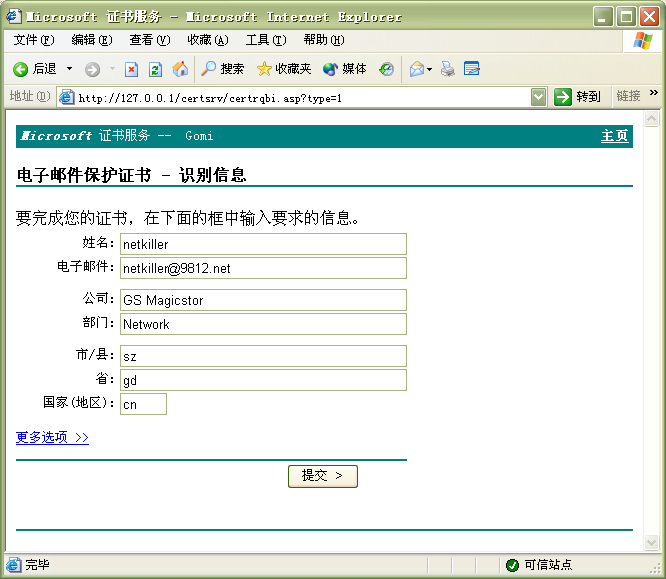 Microsoft 证书服务 - Microsoft Internet Explorer
文件(F) 编辑(E) 查看(V) 收藏(A) 工具(T) 帮助(H)
后退 搜索 收藏夹 媒体
地址(D) http://127.0.0.1/certsrv/certrqbi.asp?type=1 转到 链接 »
Microsoft 证书服务 -- Gomi 主页
电子邮件保护证书 - 识别信息
要完成您的证书，在下面的框中输入要求的信息。
姓名: netkiller
电子邮件: netkiller@9812.net
公司: GS Magicstor
部门: Network
市/县: sz
省: gd
国家(地区): cn
更多选项 >>
提交 >
完毕 可信站点